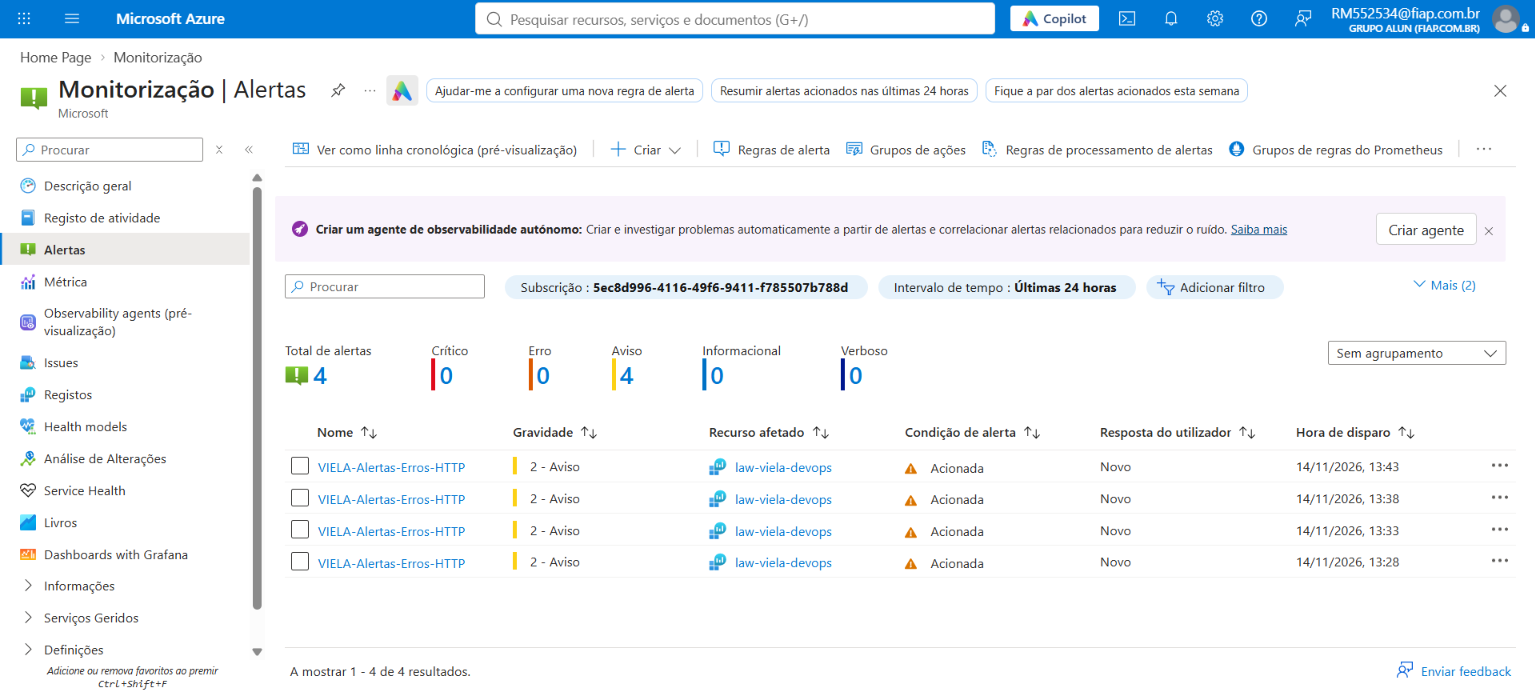 Microsoft Azure
Pesquisar recursos, serviços e documentos (G+/)
Copilot
RM552534@fiap.com.br
GRUPO ALUN (FIAP.COM.BR)
Home Page > Monitorização
Monitorização | Alertas
Microsoft
Ajudar-me a configurar uma nova regra de alerta
Resumir alertas acionados nas últimas 24 horas
Fique a par dos alertas acionados esta semana
Procurar
Descrição geral
Registo de atividade
Alertas
Métrica
Observability agents (pré-
visualização)
Issues
Registos
Health models
Análise de Alterações
Service Health
Livros
Dashboards with Grafana
Informações
Serviços Geridos
Definições
Adicione ou remova favoritos ao premir
Ctrl+Shift+F
Ver como linha cronológica (pré-visualização)
Criar
Regras de alerta
Grupos de ações
Regras de processamento de alertas
Grupos de regras do Prometheus
Criar um agente de observabilidade autónomo: Criar e investigar problemas automaticamente a partir de alertas e correlacionar alertas relacionados para reduzir o ruído. Saiba mais
Criar agente
Procurar
Subscrição : 5ec8d996-4116-49f6-9411-f785507b788d
Intervalo de tempo : Últimas 24 horas
Adicionar filtro
Mais (2)
Total de alertas
4
Crítico
0
Erro
0
Aviso
4
Informacional
0
Verboso
0
Sem agrupamento
Nome Gravidade Recurso afetado Condição de alerta Resposta do utilizador Hora de disparo
VIELA-Alertas-Erros-HTTP 2 - Aviso law-viela-devops Acionada Novo 14/11/2026, 13:43
VIELA-Alertas-Erros-HTTP 2 - Aviso law-viela-devops Acionada Novo 14/11/2026, 13:38
VIELA-Alertas-Erros-HTTP 2 - Aviso law-viela-devops Acionada Novo 14/11/2026, 13:33
VIELA-Alertas-Erros-HTTP 2 - Aviso law-viela-devops Acionada Novo 14/11/2026, 13:28
A mostrar 1 - 4 de 4 resultados.
Enviar feedback